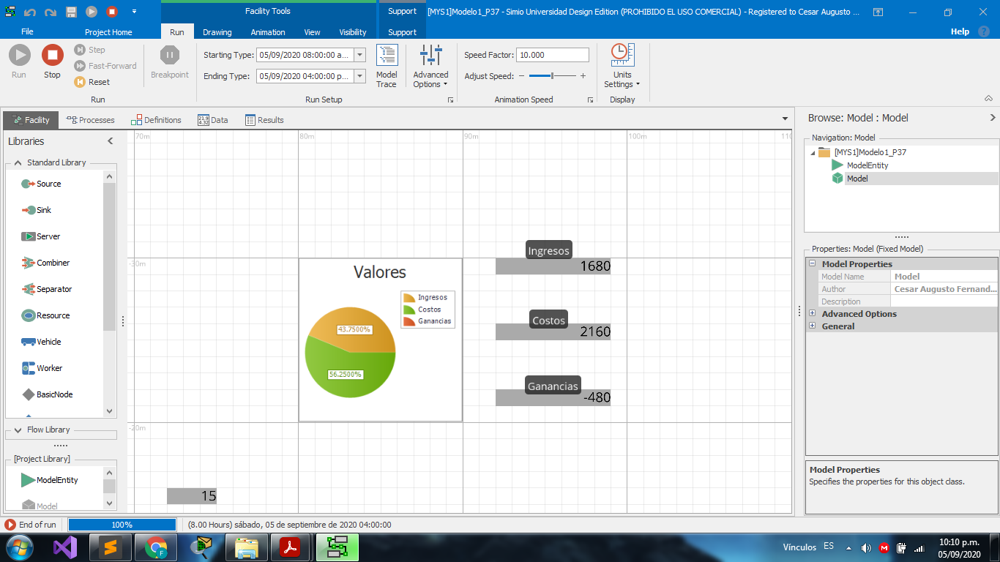 Facility Tools
Support
[MYS1]Modelo1_P37 - Simio Universidad Design Edition (PROHIBIDO EL USO COMERCIAL) - Registered to Cesar Augusto ...
File
Project Home
Run
Drawing
Animation
View
Visibility
Support
Help
Run
Stop
Step
Fast-Forward
Reset
Run
Breakpoint
Starting Type: 05/09/2020 08:00:00 a...
Ending Type: 05/09/2020 04:00:00 p...
Model Trace
Advanced Options
Run Setup
Speed Factor: 10.000
Adjust Speed:
Animation Speed
Units Settings
Display
Facility
Processes
Definitions
Data
Results
Libraries
Standard Library
Source
Sink
Server
Combiner
Separator
Resource
Vehicle
Worker
BasicNode
Flow Library
[Project Library]
ModelEntity
Model
70m
80m
90m
100m
110
-30m
-20m
Valores
Ingresos
Costos
Ganancias
43.7500%
56.2500%
Ingresos
1680
Costos
2160
Ganancias
-480
15
Browse: Model : Model
Navigation: Model
[MYS1]Modelo1_P37
ModelEntity
Model
Properties: Model (Fixed Model)
Model Properties
Model Name Model
Author Cesar Augusto Fernand...
Description
Advanced Options
General
Model Properties
Specifies the properties for this object class.
End of run
100%
(8.00 Hours) sábado, 05 de septiembre de 2020 04:00:00
Vínculos
ES
10:10 p.m.
05/09/2020